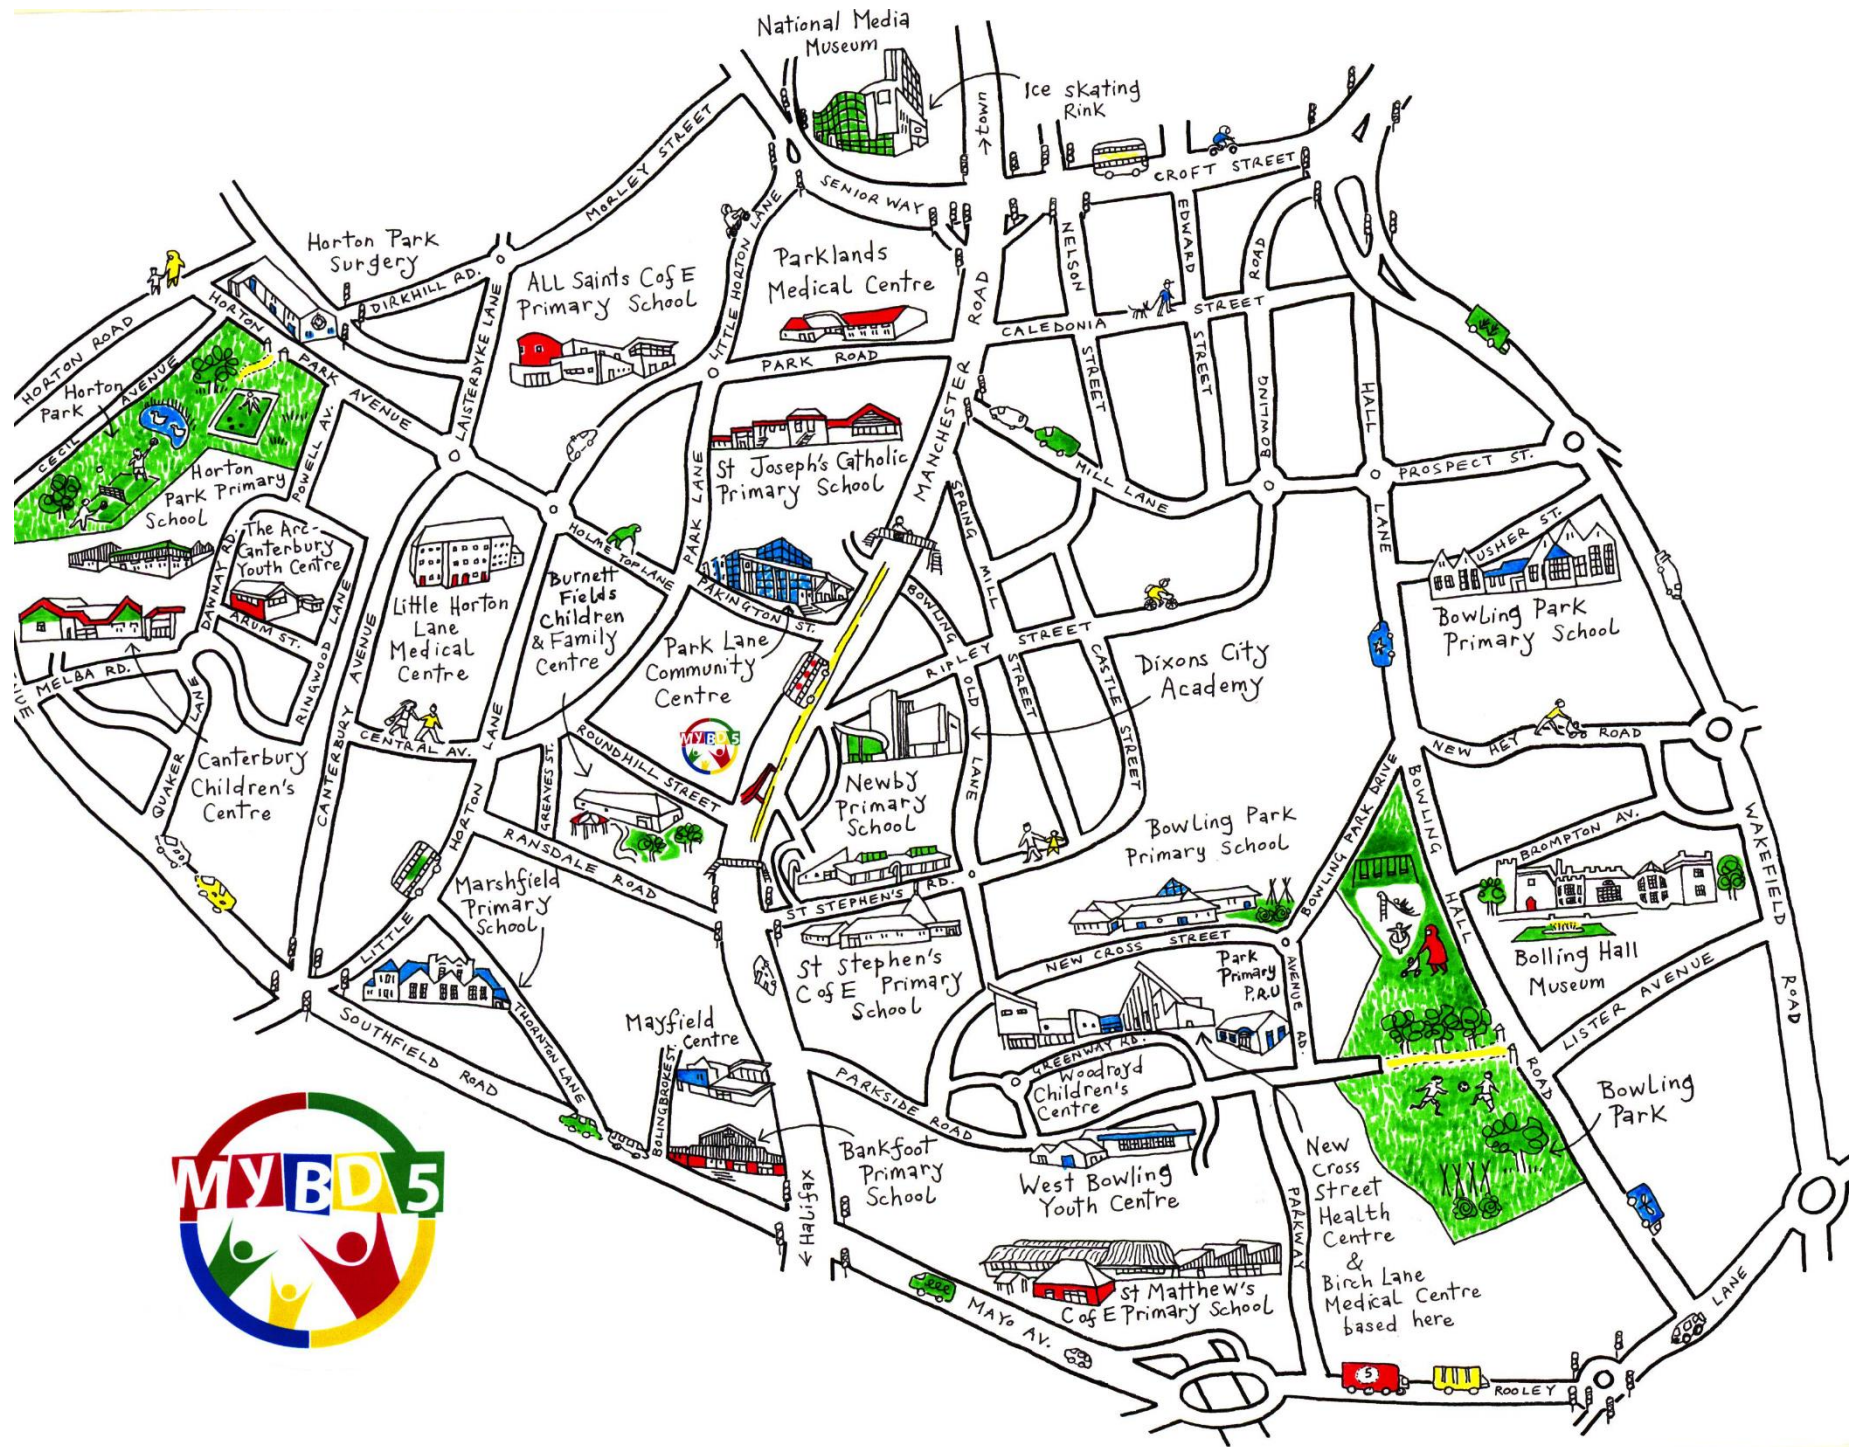 National Media
Museum
Ice skating
Rink
→ town
CROFT STREET
SENIOR WAY
MORLEY STREET
LITTLE HORTON LANE
EDWARD
STREET
NELSON
STREET
ROAD
BOWLING
Horton Park
Surgery
DIRKHILL RD.
ALL Saints C of E
Primary School
Parklands
Medical Centre
MANCHESTER
ROAD
CALEDONIA
STREET
HORTON ROAD
HORTON
PARK
AVENUE
LAISTERDYKE LANE
PARK ROAD
HALL
LANE
Horton
Park
CECIL
AVENUE
POWELL AV.
Horton
Park Primary
School
St Joseph's Catholic
Primary School
PARK LANE
MILL LANE
PROSPECT ST.
SPRING
MILL
STREET
USHER ST.
The Arc-
Canterbury
Youth Centre
DAWNAY RD.
ARUM ST.
RINGWOOD LANE
HOLME TOP LANE
PAKINGTON ST.
Little Horton
Lane
Medical
Centre
Burnett
Fields
Children
& Family
Centre
Park Lane
Community
Centre
BOWLING
OLD
LANE
RIPLEY STREET
CASTLE
STREET
Dixons City
Academy
Bowling Park
Primary School
MELBA RD.
NUE
QUAKER LANE
Canterbury
Children's
Centre
CANTERBURY
AVENUE
CENTRAL AV.
LITTLE
HORTON
LANE
GREAVES ST.
ROUNDHILL STREET
MYBD5
Newby
Primary
School
NEW HEY ROAD
BOWLING PARK DRIVE
BOWLING
HALL
ROAD
BROMPTON AV.
WAKEFIELD
ROAD
RANSDALE ROAD
Marshfield
Primary
School
Bowling Park
Primary School
ST STEPHEN'S RD.
St Stephen's
C of E Primary
School
NEW CROSS STREET
Park
Primary
P.R.U
AVENUE
RD.
Bolling Hall
Museum
LISTER AVENUE
SOUTHFIELD ROAD
THORNTON LANE
Mayfield
Centre
BOLINGBROKE ST.
PARKSIDE ROAD
GREENWAY RD.
Woodroyd
Children's
Centre
Bowling
Park
MYBD5
Bankfoot
Primary
School
← Halifax
West Bowling
Youth Centre
PARKWAY
New
Cross
Street
Health
Centre
&
Birch Lane
Medical Centre
based here
St Matthew's
C of E Primary School
MAYO AV.
5
ROOLEY
LANE